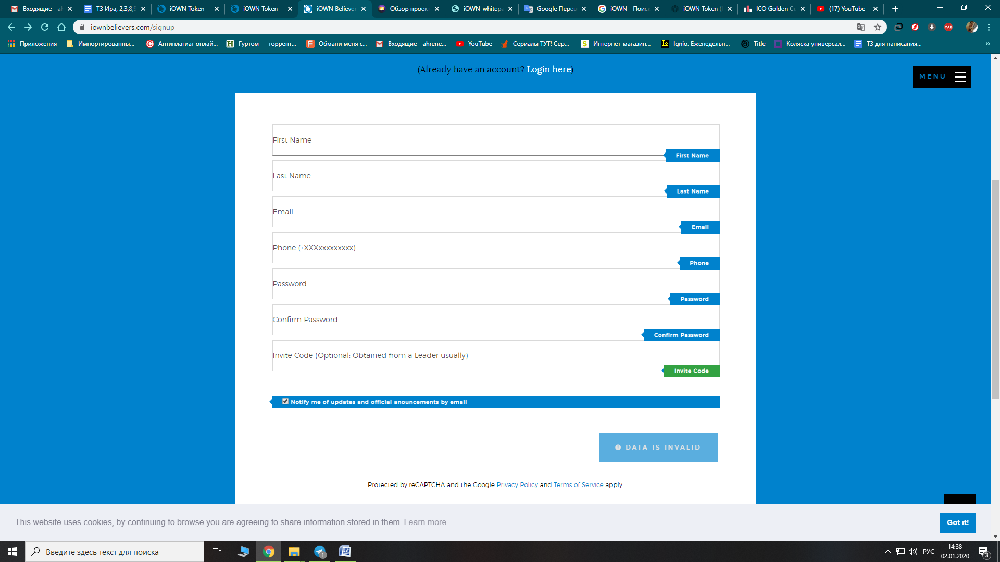 Входящие - ah
ТЗ Ира, 2,3,8,9
iOWN Token -
iOWN Token -
iOWN Believer
Обзор проект
iOWN-whitepa
Google Перев
iOWN - Поиск
iOWN Token (i
ICO Golden Cu
(17) YouTube
iownbelievers.com/signup
Приложения
Импортированны...
Антиплагиат онлай...
Гуртом — торрент...
Обмани меня с...
Входящие - ahrene...
YouTube
Сериалы ТУТ! Сер...
Интернет-магазин...
Ignio. Ежеднедельн...
Title
Коляска универсал...
ТЗ для написания...
»
(Already have an account? Login here)
MENU
First Name
First Name
Last Name
Last Name
Email
Email
Phone (+XXXxxxxxxxxx)
Phone
Password
Password
Confirm Password
Confirm Password
Invite Code (Optional: Obtained from a Leader usually)
Invite Code
Notify me of updates and official anouncements by email
DATA IS INVALID
Protected by reCAPTCHA and the Google Privacy Policy and Terms of Service apply.
This website uses cookies, by continuing to browse you are agreeing to share information stored in them Learn more
Got it!
Введите здесь текст для поиска
1
РУС
14:38
02.01.2020
3